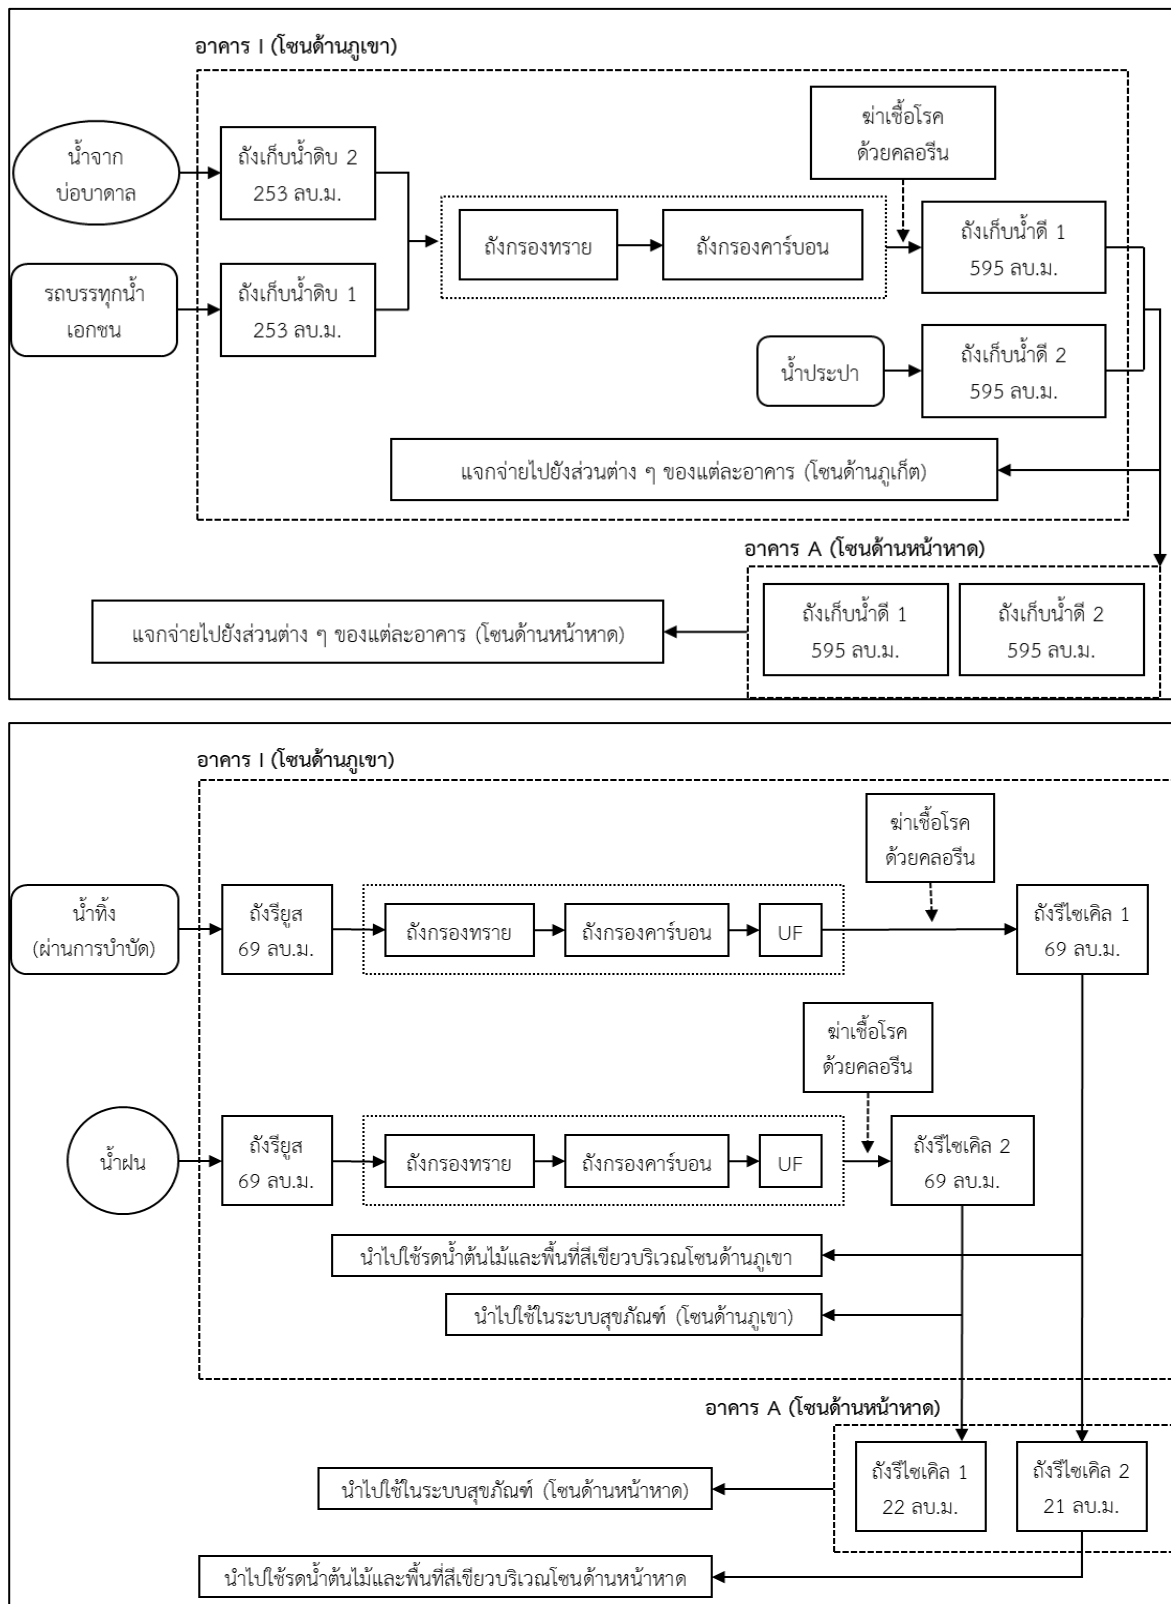 อาคาร I (โซนด้านภูเขา)
ฆ่าเชื้อโรค
ด้วยคลอรีน
น้ำจาก
บ่อบาดาล
ถังเก็บน้ำดิบ 2
253 ลบ.ม.
ถังกรองทราย
ถังกรองคาร์บอน
ถังเก็บน้ำดี 1
595 ลบ.ม.
รถบรรทุกน้ำ
เอกชน
ถังเก็บน้ำดิบ 1
253 ลบ.ม.
น้ำประปา
ถังเก็บน้ำดี 2
595 ลบ.ม.
แจกจ่ายไปยังส่วนต่าง ๆ ของแต่ละอาคาร (โซนด้านภูเก็ต)
อาคาร A (โซนด้านหน้าหาด)
แจกจ่ายไปยังส่วนต่าง ๆ ของแต่ละอาคาร (โซนด้านหน้าหาด)
ถังเก็บน้ำดี 1
595 ลบ.ม.
ถังเก็บน้ำดี 2
595 ลบ.ม.
อาคาร I (โซนด้านภูเขา)
ฆ่าเชื้อโรค
ด้วยคลอรีน
น้ำทิ้ง
(ผ่านการบำบัด)
ถังรียูส
69 ลบ.ม.
ถังกรองทราย
ถังกรองคาร์บอน
UF
ถังรีไซเคิล 1
69 ลบ.ม.
ฆ่าเชื้อโรค
ด้วยคลอรีน
น้ำฝน
ถังรียูส
69 ลบ.ม.
ถังกรองทราย
ถังกรองคาร์บอน
UF
ถังรีไซเคิล 2
69 ลบ.ม.
นำไปใช้รดน้ำต้นไม้และพื้นที่สีเขียวบริเวณโซนด้านภูเขา
นำไปใช้ในระบบสุขภัณฑ์ (โซนด้านภูเขา)
อาคาร A (โซนด้านหน้าหาด)
นำไปใช้ในระบบสุขภัณฑ์ (โซนด้านหน้าหาด)
ถังรีไซเคิล 1
22 ลบ.ม.
ถังรีไซเคิล 2
21 ลบ.ม.
นำไปใช้รดน้ำต้นไม้และพื้นที่สีเขียวบริเวณโซนด้านหน้าหาด